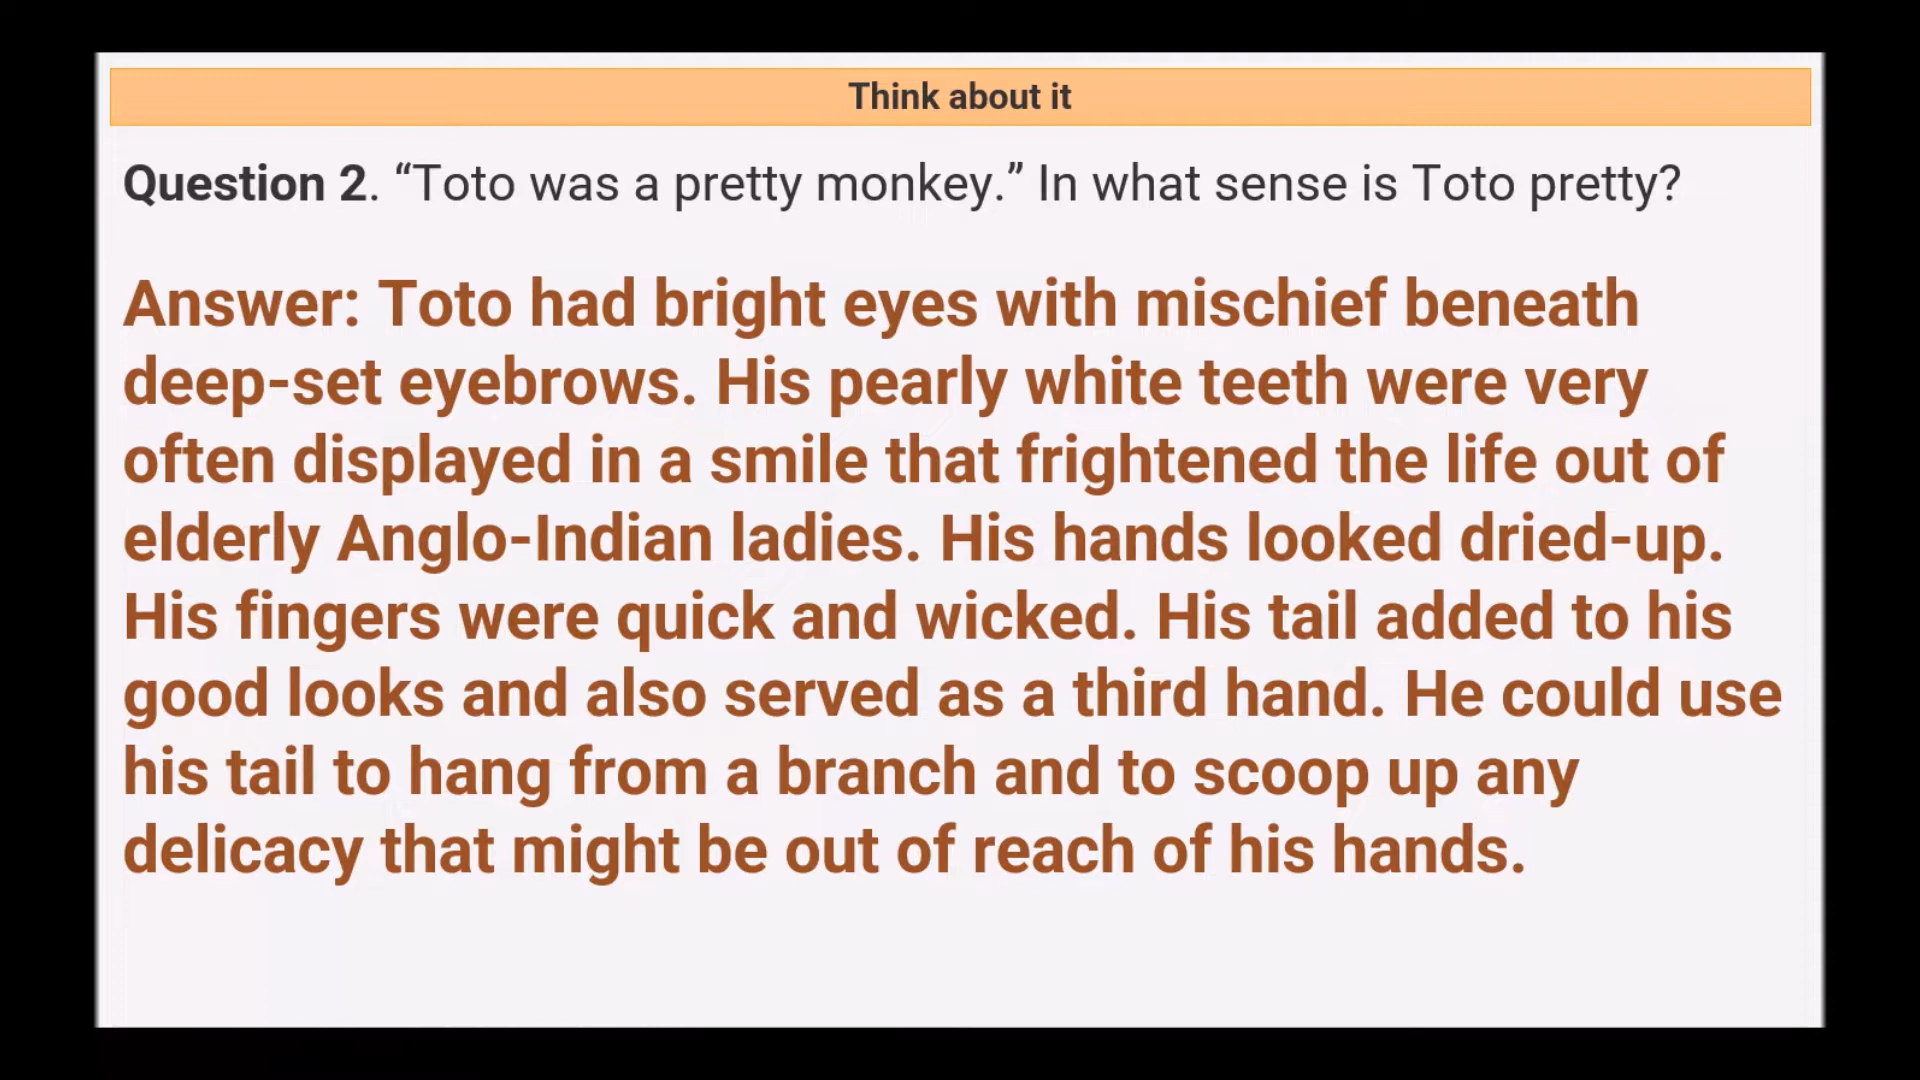 Think about it
Question 2. “Toto was a pretty monkey.” In what sense is Toto pretty?
Answer: Toto had bright eyes with mischief beneath
deep-set eyebrows. His pearly white teeth were very
often displayed in a smile that frightened the life out of
elderly Anglo-Indian ladies. His hands looked dried-up.
His fingers were quick and wicked. His tail added to his
good looks and also served as a third hand. He could use
his tail to hang from a branch and to scoop up any
delicacy that might be out of reach of his hands.